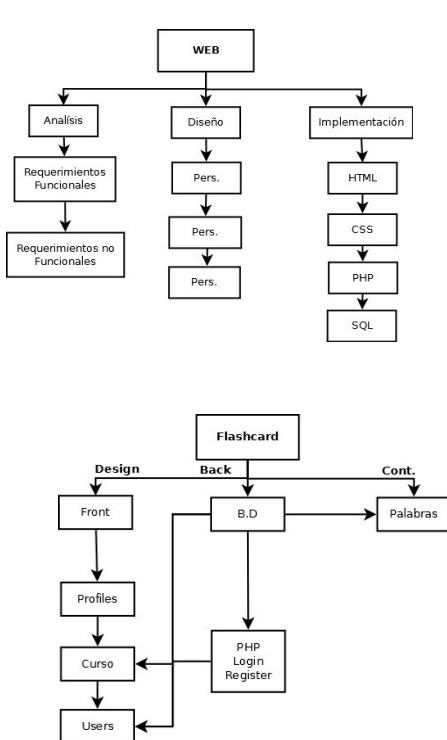 WEB
Analísis
Diseño
Implementación
Requerimientos
Funcionales
Pers.
HTML
Requerimientos no
Funcionales
Pers.
CSS
Pers.
PHP
SQL
Flashcard
Design
Back
Cont.
Front
B.D
Palabras
Profiles
PHP
Login
Register
Curso
Users